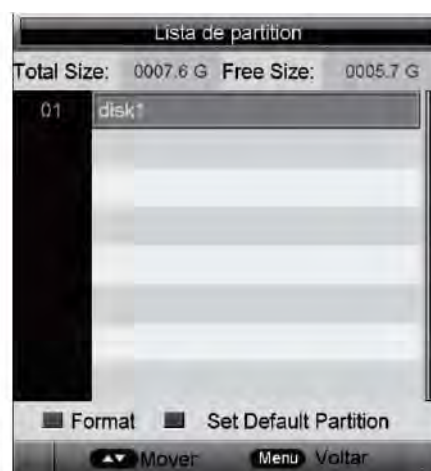 Lista de partition
Total Size: 0007.6 G Free Size: 0005.7 G
01 disk1
Format Set Default Partition
Mover Menu Voltar